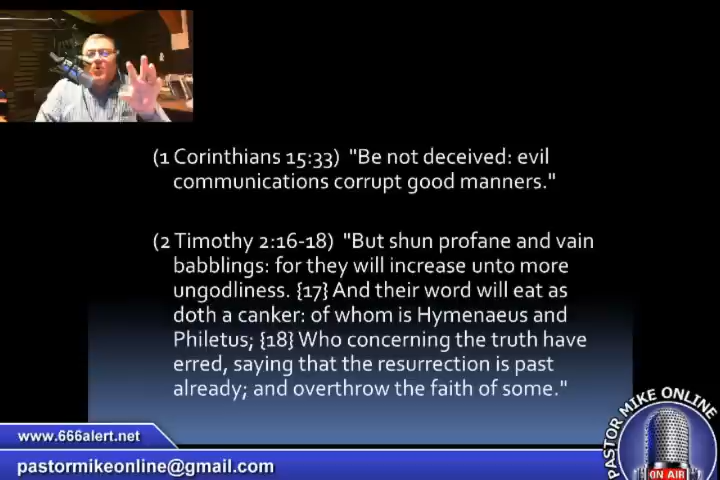 (1 Corinthians 15:33) "Be not deceived: evil
communications corrupt good manners."
(2 Timothy 2:16-18) "But shun profane and vain
babblings: for they will increase unto more
ungodliness. {17} And their word will eat as
doth a canker: of whom is Hymenaeus and
Philetus; {18} Who concerning the truth have
erred, saying that the resurrection is past
already; and overthrow the faith of some."
www.666alert.net
pastormikeonline@gmail.com
PASTOR MIKE ONLINE
ON AIR